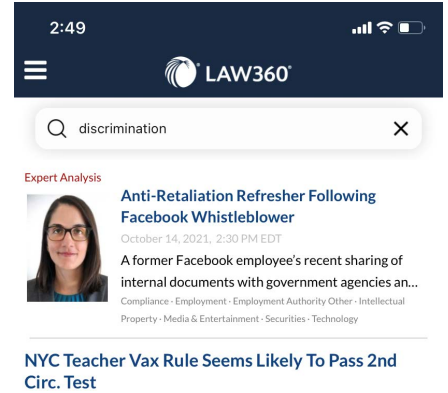 2:49
LAW360
discrimination
Expert Analysis
Anti-Retaliation Refresher Following
Facebook Whistleblower
October 14, 2021, 2:30 PM EDT
A former Facebook employee's recent sharing of
internal documents with government agencies an...
Compliance · Employment · Employment Authority Other · Intellectual
Property · Media & Entertainment · Securities · Technology
NYC Teacher Vax Rule Seems Likely To Pass 2nd
Circ. Test